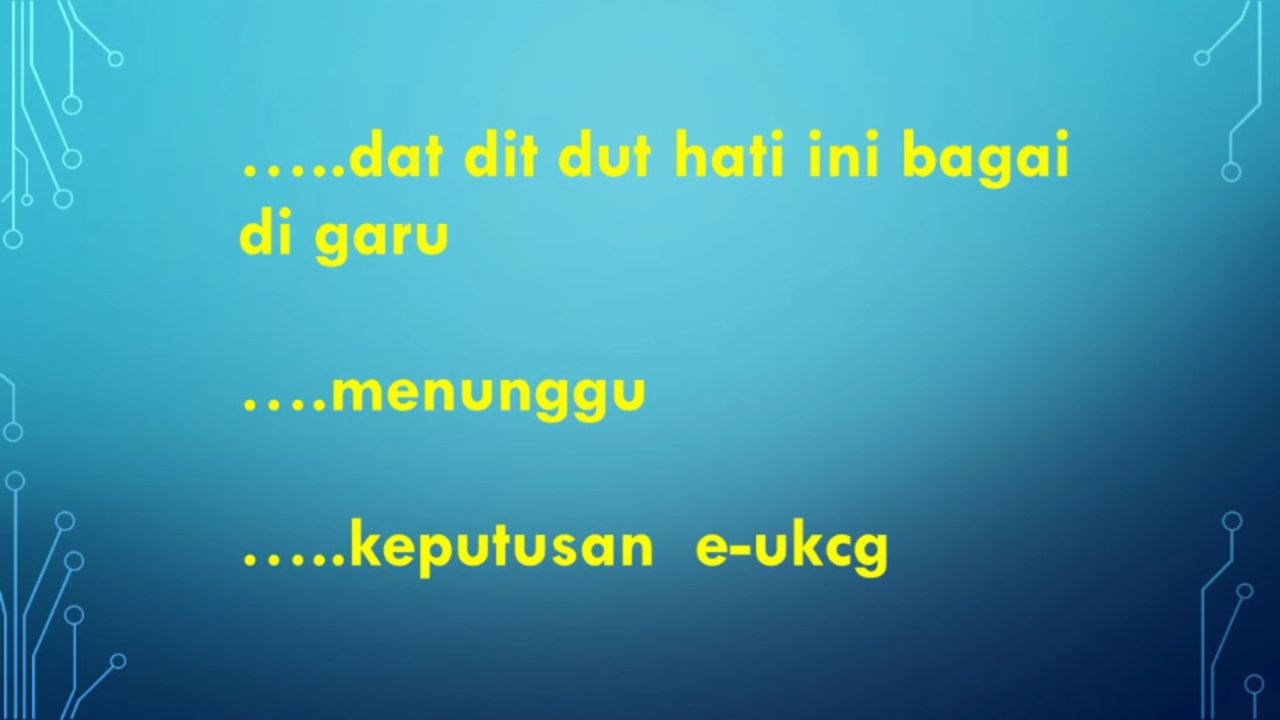 .....dat dit dut hati ini bagai
di garu
....menunggu
.....keputusan e-ukcg